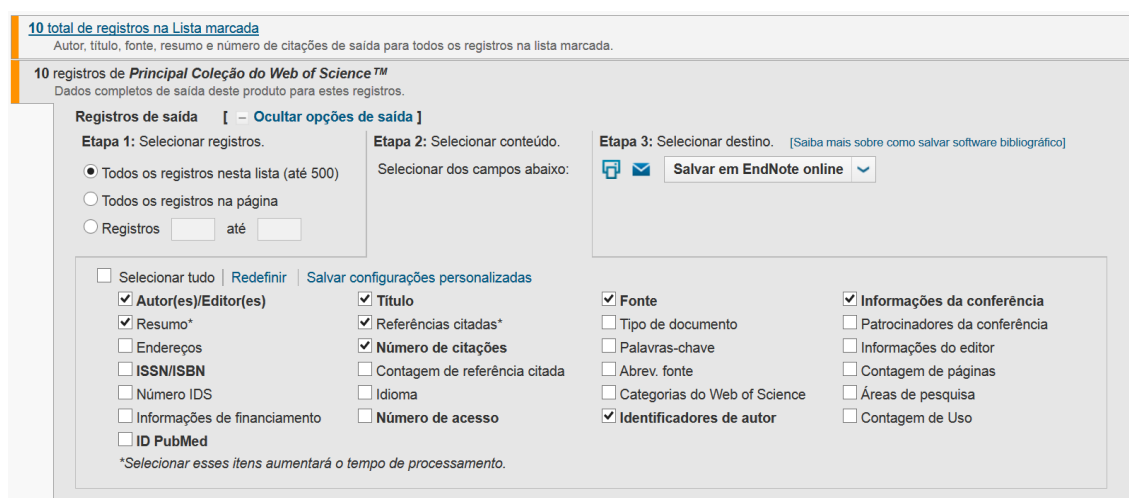 10 total de registros na Lista marcada
Autor, título, fonte, resumo e número de citações de saída para todos os registros na lista marcada.
10 registros de Principal Coleção do Web of Science™
Dados completos de saída deste produto para estes registros.
Registros de saída [ – Ocultar opções de saída ]
Etapa 1: Selecionar registros.
Todos os registros nesta lista (até 500)
Todos os registros na página
Registros até
Etapa 2: Selecionar conteúdo.
Selecionar dos campos abaixo:
Etapa 3: Selecionar destino. [Saiba mais sobre como salvar software bibliográfico]
Salvar em EndNote online
Selecionar tudo | Redefinir | Salvar configurações personalizadas
Autor(es)/Editor(es) Título Fonte Informações da conferência
Resumo* Referências citadas* Tipo de documento Patrocinadores da conferência
Endereços Número de citações Palavras-chave Informações do editor
ISSN/ISBN Contagem de referência citada Abrev. fonte Contagem de páginas
Número IDS Idioma Categorias do Web of Science Áreas de pesquisa
Informações de financiamento Número de acesso Identificadores de autor Contagem de Uso
ID PubMed
*Selecionar esses itens aumentará o tempo de processamento.